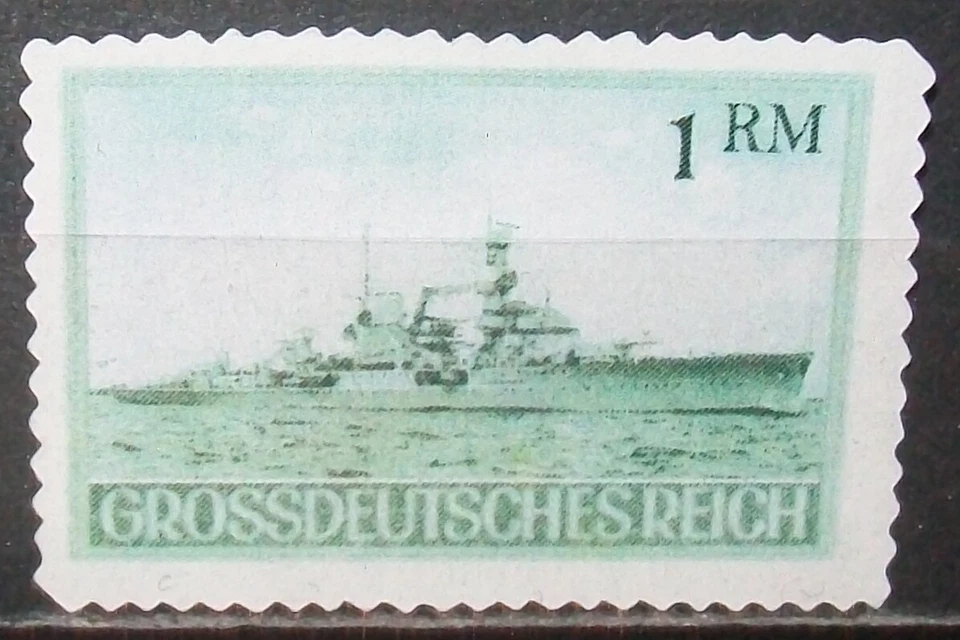 1 RM
GROSSDEUTSCHES REICH